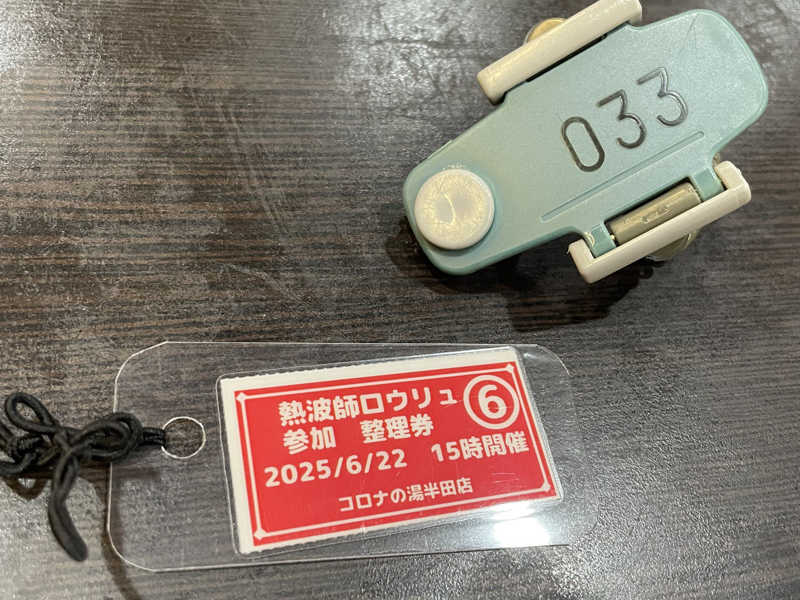 033
熱波師ロウリュ ⑥
参加 整理券
2025/6/22 15時開催
コロナの湯半田店